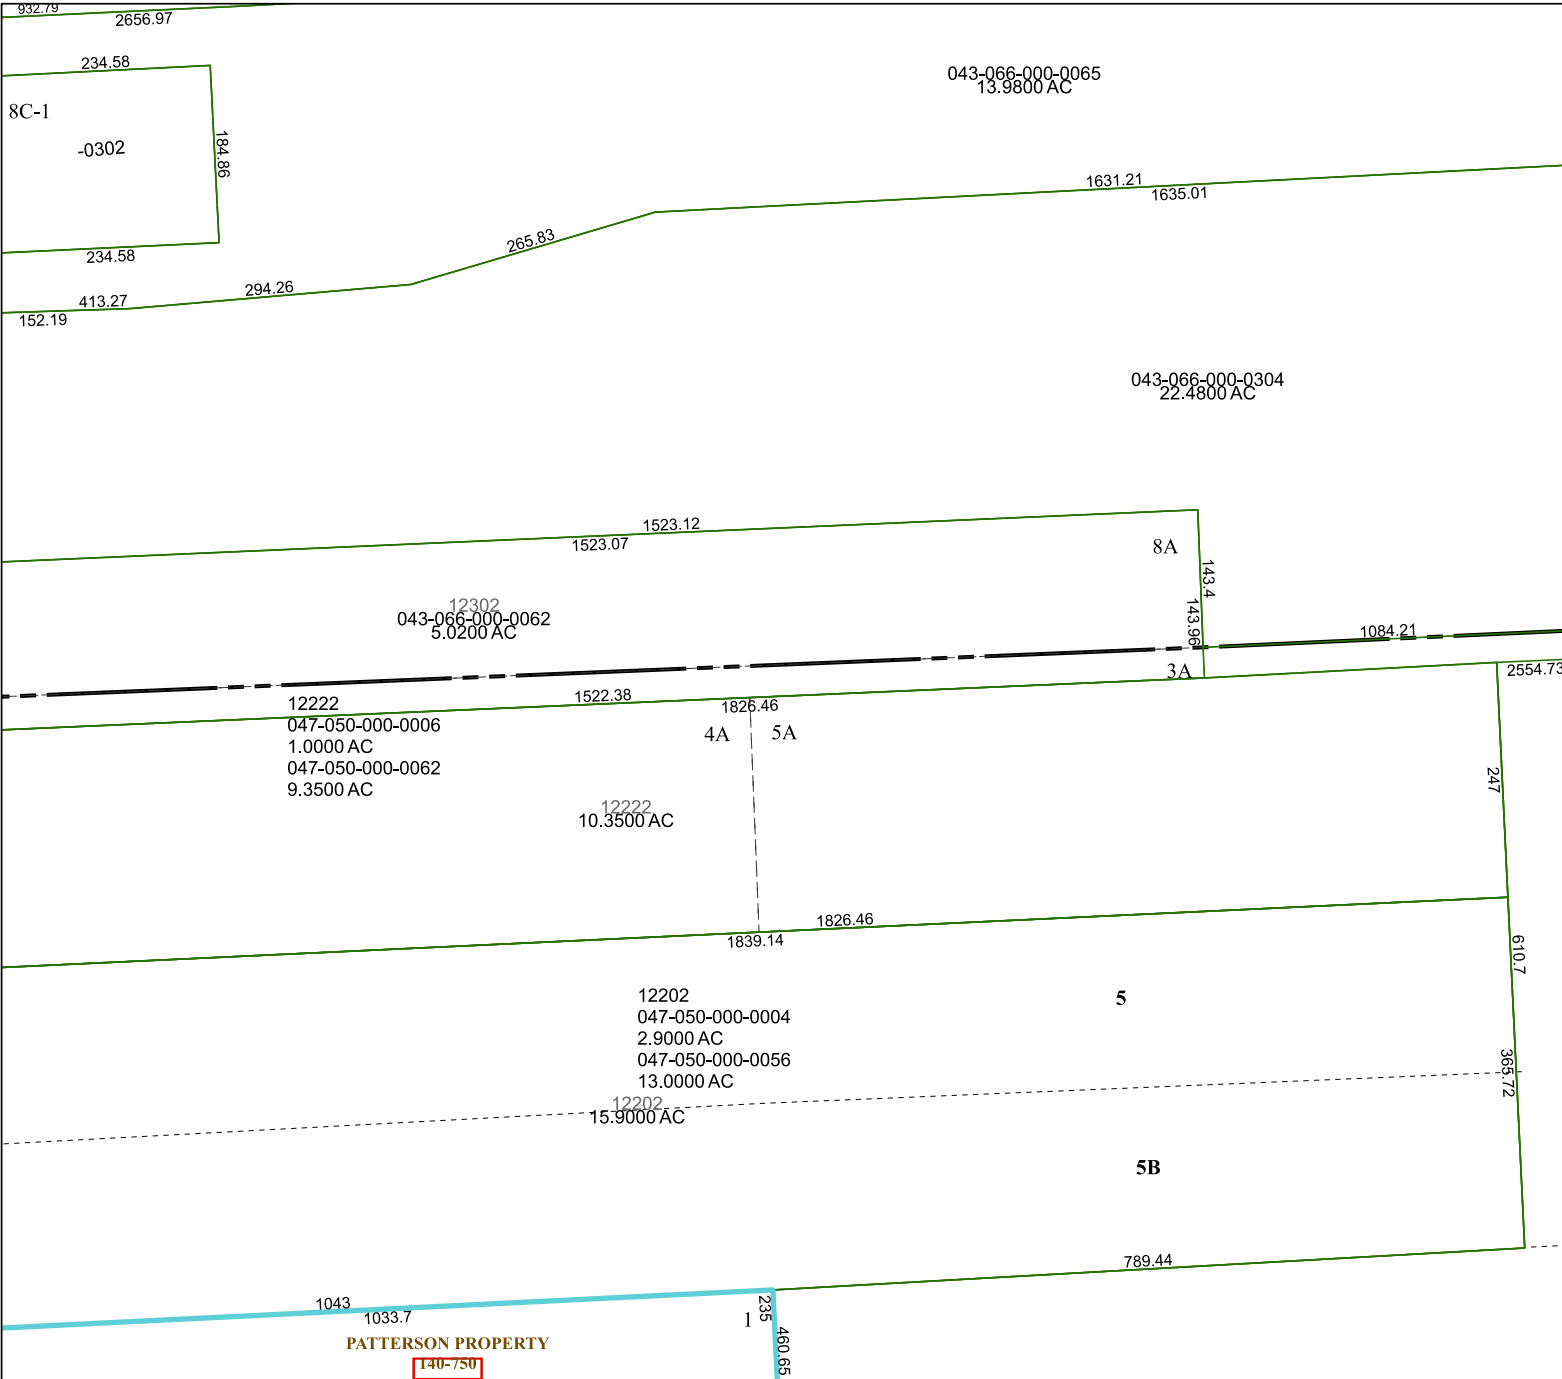 932.79
2656.97
234.58
043-066-000-0065
13.9800 AC
8C-1
-0302
184.86
1631.21
1635.01
265.83
234.58
294.26
413.27
152.19
043-066-000-0304
22.4800 AC
1523.12
1523.07
8A
143.4
12302
043-066-000-0062
5.0200 AC
143.96
1084.21
3A
2554.73
1522.38
1826.46
12222
047-050-000-0006
1.0000 AC
047-050-000-0062
9.3500 AC
4A
5A
247
12222
10.3500 AC
1826.46
1839.14
610.7
12202
047-050-000-0004
2.9000 AC
047-050-000-0056
13.0000 AC
5
365.72
12202
15.9000 AC
5B
789.44
1043
1033.7
235
1
460.65
PATTERSON PROPERTY
140-750